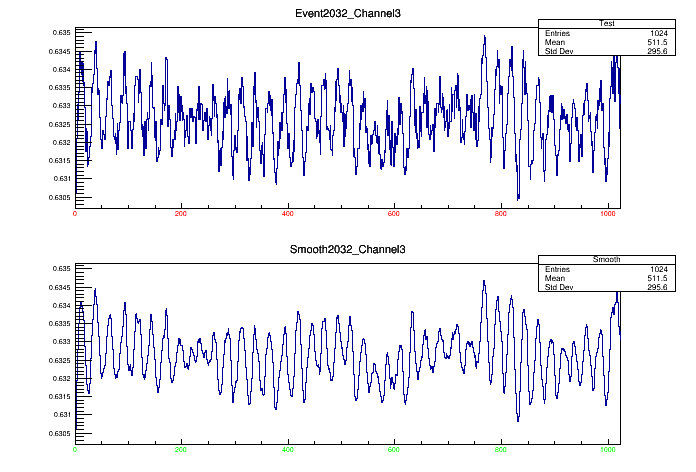 Event2032_Channel3
Test
Entries 1024
Mean 511.5
Std Dev 295.6
0.635
0.6345
0.634
0.6335
0.633
0.6325
0.632
0.6315
0.631
0.6305
0 200 400 600 800 1000
Smooth2032_Channel3
Smooth
Entries 1024
Mean 511.5
Std Dev 295.6
0.635
0.6345
0.634
0.6335
0.633
0.6325
0.632
0.6315
0.631
0.6305
0 200 400 600 800 1000